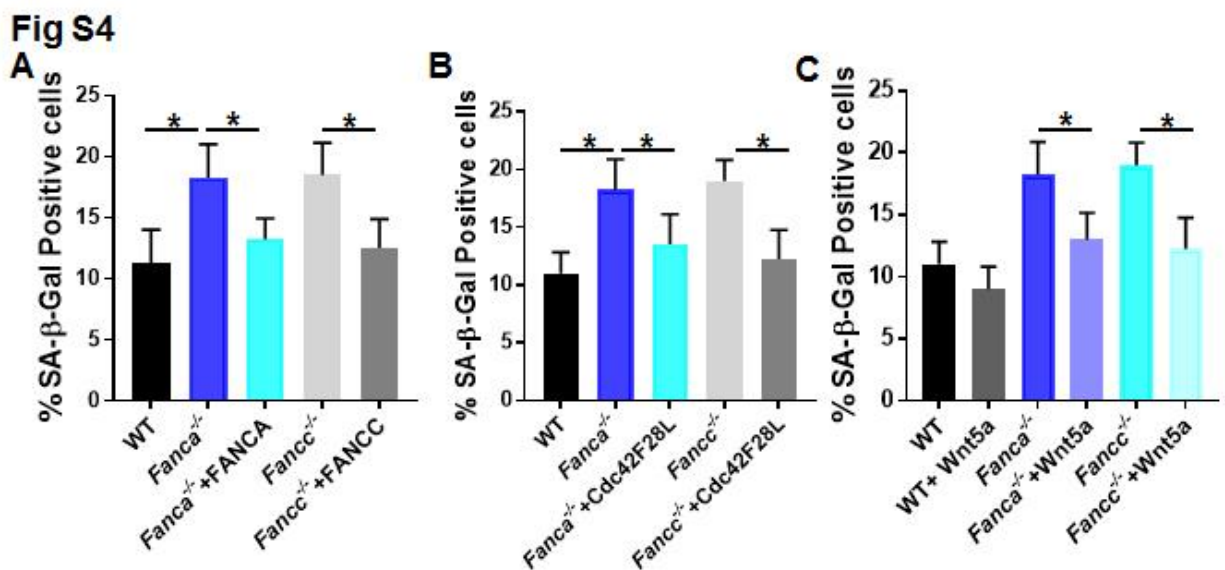 Fig S4
A
% SA-β-Gal Positive cells
25
20
15
10
5
0
* * *
WT
Fanca-/-
Fanca-/-+FANCA
Fancc-/-
Fancc-/-+FANCC
B
% SA-β-Gal Positive cells
25
20
15
10
5
0
* * *
WT
Fanca-/-
Fanca-/-+Cdc42F28L
Fancc-/-
Fancc-/-+Cdc42F28L
C
% SA-β-Gal Positive cells
25
20
15
10
5
0
* *
WT
WT+ Wnt5a
Fanca-/-
Fanca-/-+Wnt5a
Fancc-/-
Fancc-/-+Wnt5a